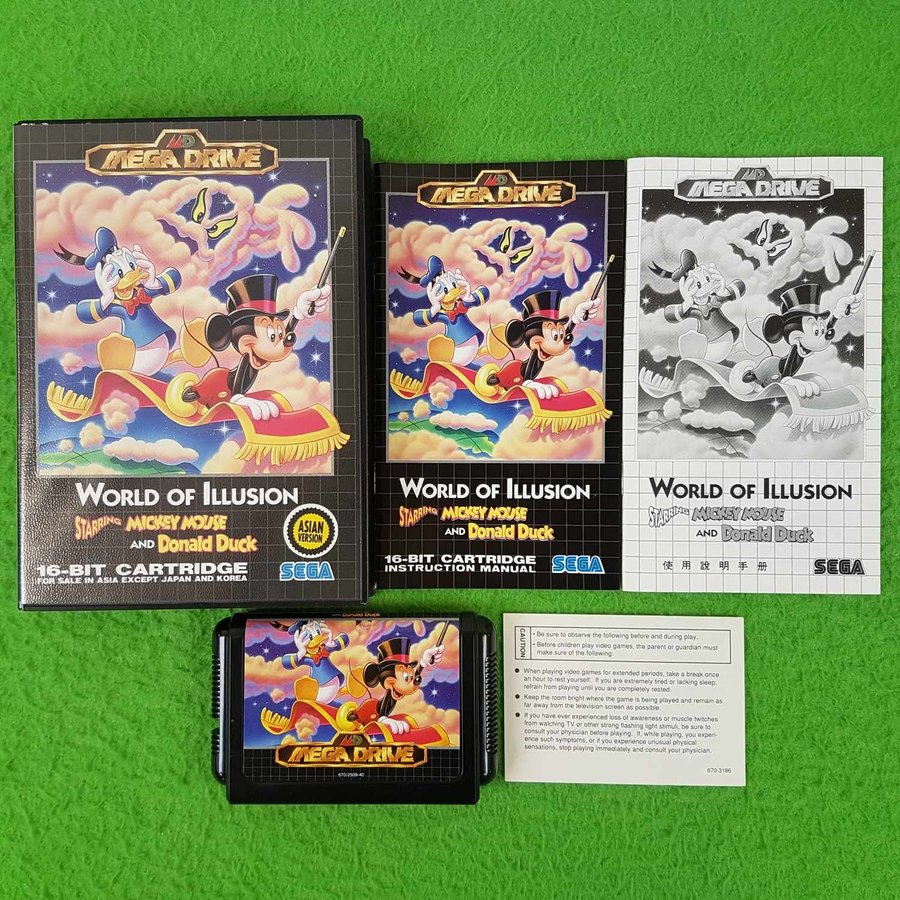 MD
MEGA DRIVE
WORLD OF ILLUSION
STARRING MICKEY MOUSE
AND Donald Duck
ASIAN
VERSION
16-BIT CARTRIDGE
FOR SALE IN ASIA EXCEPT JAPAN AND KOREA
SEGA
MD
MEGA DRIVE
WORLD OF ILLUSION
STARRING MICKEY MOUSE
AND Donald Duck
16-BIT CARTRIDGE
INSTRUCTION MANUAL
SEGA
MD
MEGA DRIVE
WORLD OF ILLUSION
STARRING MICKEY MOUSE
AND Donald Duck
使用說明手册
SEGA
Donald Duck
MD
MEGA DRIVE
670-2509-40
CAUTION
• Be sure to observe the following before and during play.
• Before children play video games, the parent or guardian must
make sure of the following.
● When playing video games for extended periods, take a break once
an hour to rest yourself. If you are extremely tired or lacking sleep,
refrain from playing until you are completely rested.
● Keep the room bright where the game is being played and remain as
far away from the television screen as possible.
● If you have ever experienced loss of awareness or muscle twitches
from watching TV or other strong flashing light stimuli, be sure to
consult your physician before playing. If, while playing, you experi-
ence such symptoms, or if you experience unusual physical
sensations, stop playing immediately and consult your physician.
670-3186